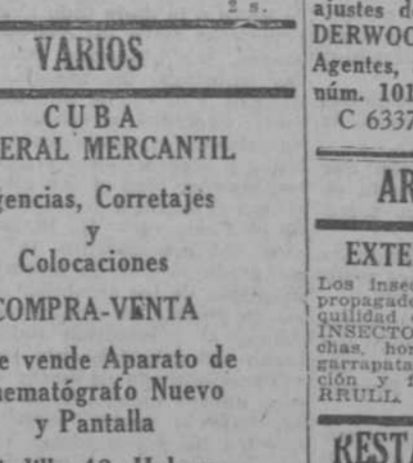 2 s.
VARIOS
CUBA
ERAL MERCANTIL
gencias, Corretajes
y
Colocaciones
COMPRA-VENTA
e vende Aparato de
nematógrafo Nuevo
y Pantalla
ajustes d
DERWOO
Agentes,
núm. 101
C 6337
AR
EXTE
Los inse
propagad
quilidad
INSECTO
chas, hor
garrapata
ción y
RRULL.
REST